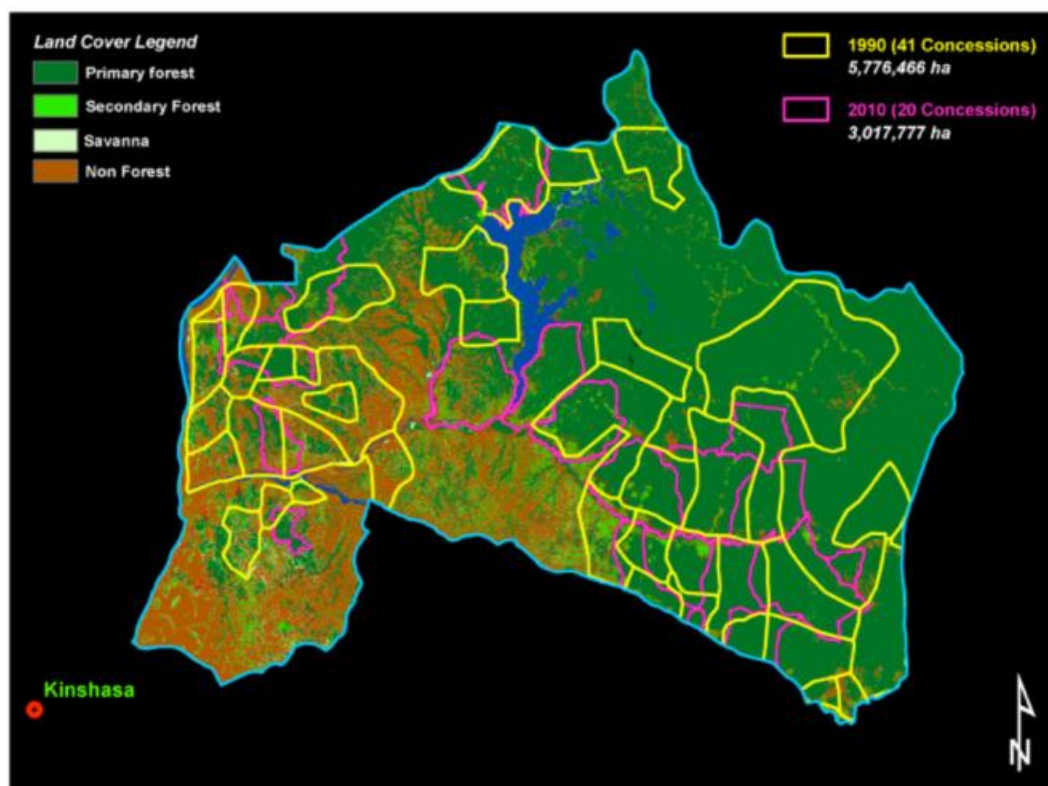 Land Cover Legend
Primary forest
Secondary Forest
Savanna
Non Forest
1990 (41 Concessions)
5,776,466 ha
2010 (20 Concessions)
3,017,777 ha
Kinshasa
N